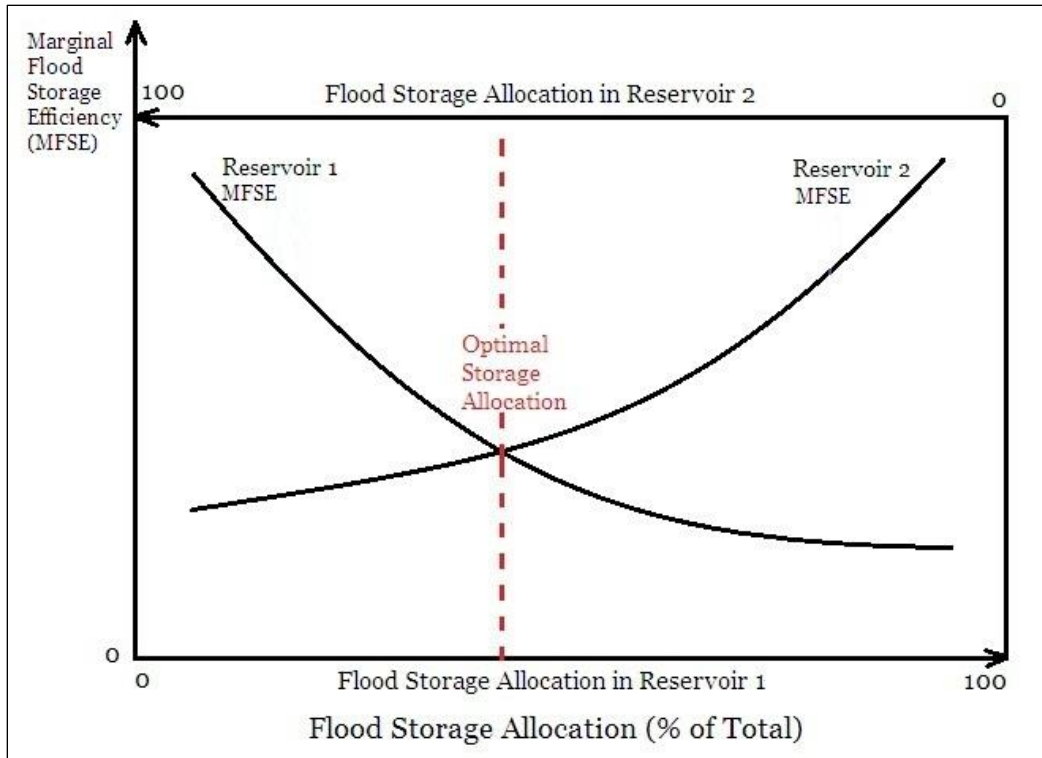 Marginal
Flood
Storage
Efficiency
(MFSE)
100
Flood Storage Allocation in Reservoir 2
0
Reservoir 1
MFSE
Reservoir 2
MFSE
Optimal
Storage
Allocation
0
0
Flood Storage Allocation in Reservoir 1
100
Flood Storage Allocation (% of Total)